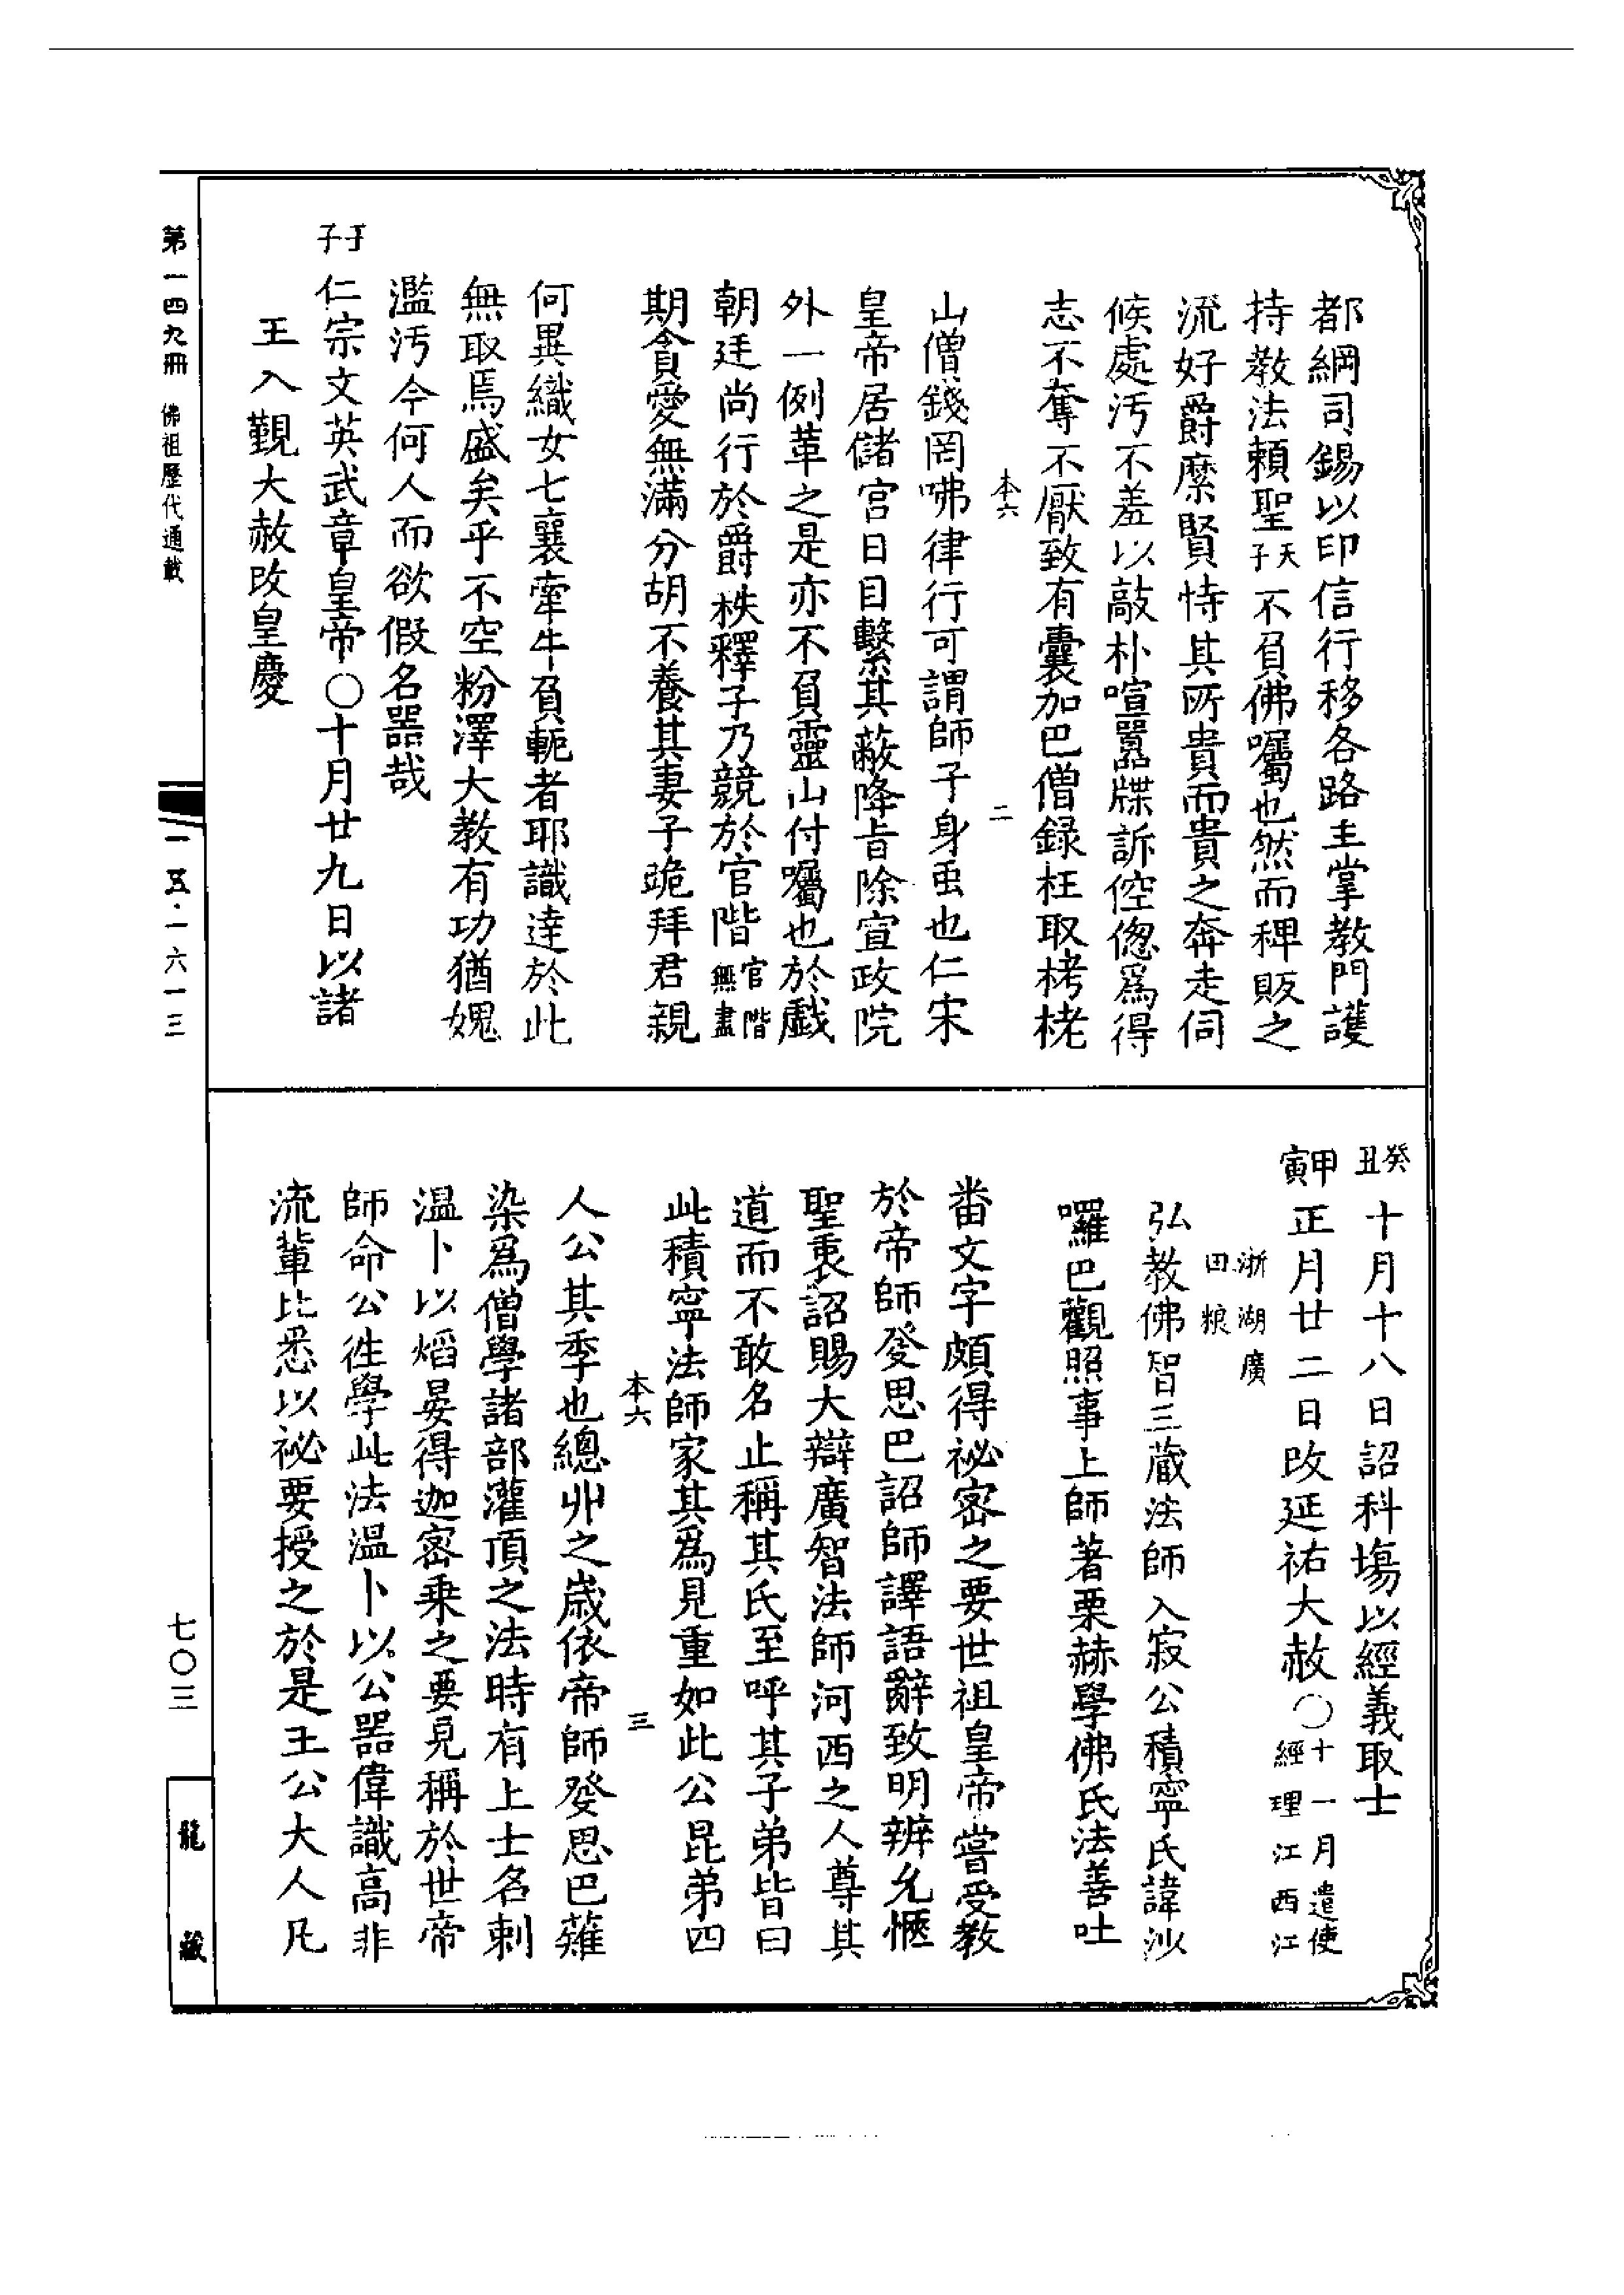 都綱司錫以印信行移各路主掌教門護
持教法頼聖天子不負佛囑也然而稗販之
流好爵縻賢恃其所貴而貴之奔走伺
候處汚不羞以敲朴喧嚚牒訴倥偬爲得
志不奪不厭致有囊加巴僧録枉取栲栳
本六
二
山僧錢罔咈律行可謂師子身䖝也仁宋
皇帝居儲宫日目繫其蔽降旨除宣政院
外一例革之是亦不負靈山付囑也於戯
朝廷尚行於爵秩釋子乃競於官階官階無盡
期貪愛無滿分胡不養其妻子跪拜君親
何異織女七襄牽牛負軛者耶識達於此
無取焉盛矣乎不空粉澤大教有功猶媿
濫汚今何人而欲假名器哉
壬子
仁宗文英武章皇帝〇十月廿九日以諸
王入覲大赦改皇慶
癸丑
十月十八日詔科塲以經義取士
甲寅
正月廿二日改延祐大赦〇十一月遣使經理江西江
浙湖廣田粮
弘教佛智三蔵法師入寂公積寧氏諱沙
囉巴觀照事上師著栗赫學佛氏法善吐
畨文字頗得祕密之要世祖皇帝嘗受教
於帝師癹思巴詔師譯語辭致明辨允愜
聖衷詔賜大辯廣智法師河西之人尊其
道而不敢名止稱其氏至呼其子弟皆曰
此積寧法師家其爲見重如此公昆弟四
本六
三
人公其季也總丱之歲依帝師癹思巴薙
染爲僧學諸部灌頂之法時有上士名剌
温卜以熖晏得迦密乘之要見稱於世帝
師命公徃學此法温卜以公器偉識高非
流輩比悉以祕要授之於是王公大人凡
第一四九冊
佛祖歷代通載
一五·一六一三
七〇三
龍藏